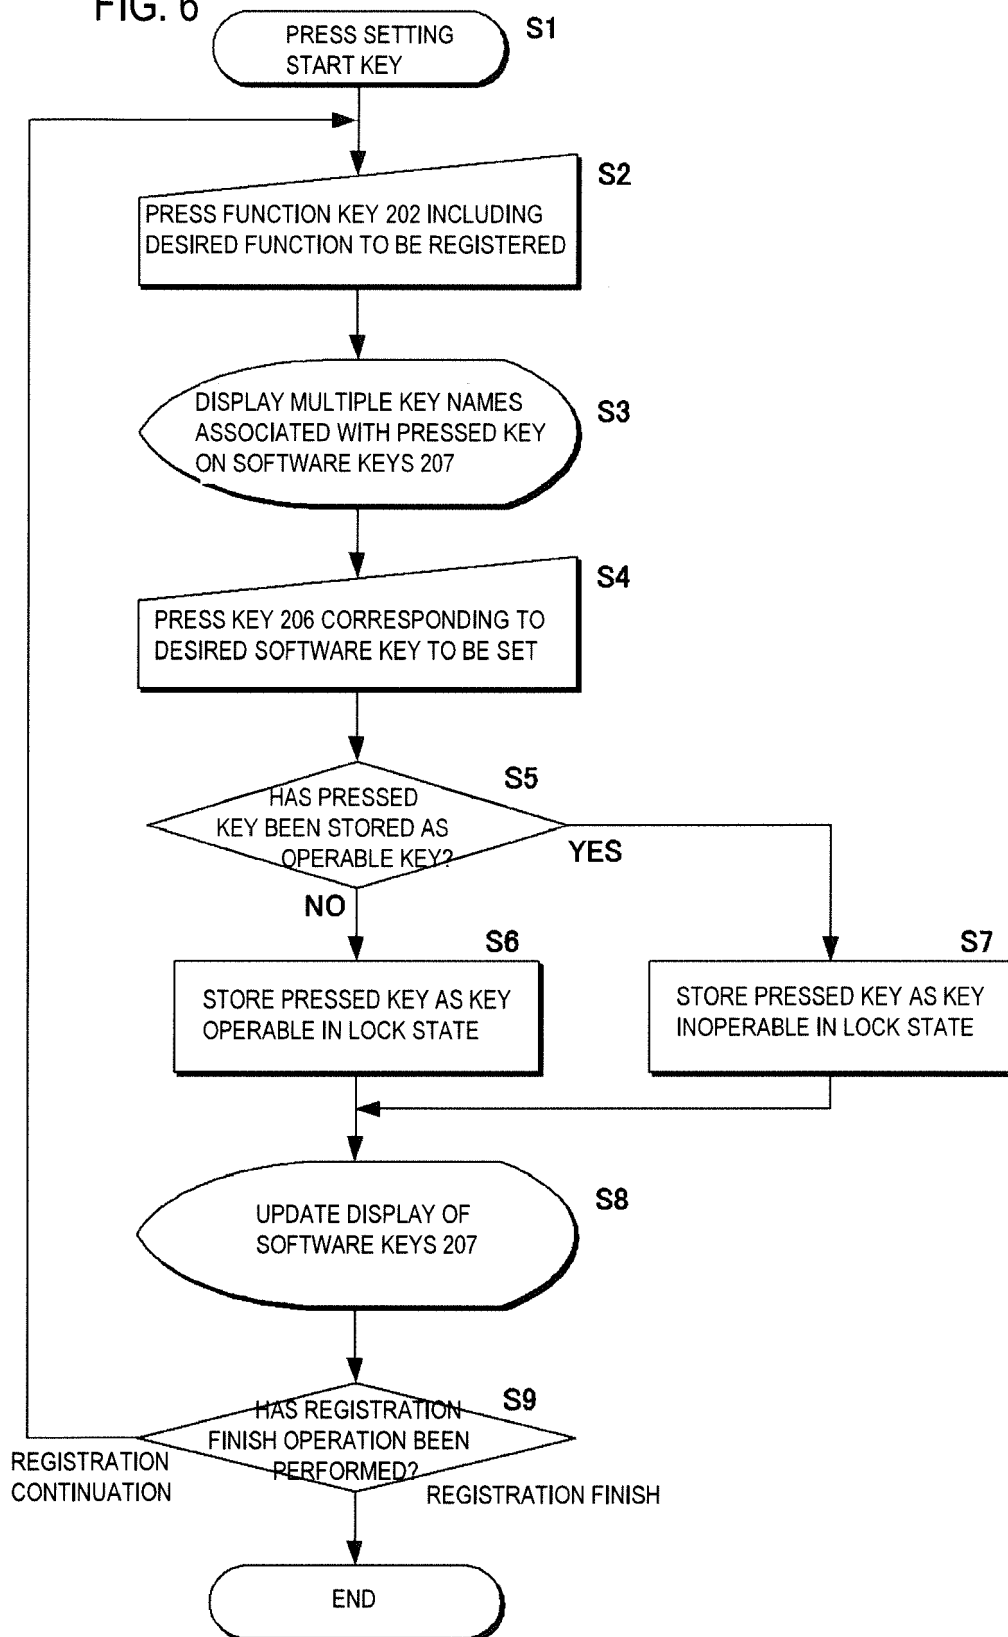 FIG. 6
S1
PRESS SETTING
START KEY
S2
PRESS FUNCTION KEY 202 INCLUDING
DESIRED FUNCTION TO BE REGISTERED
S3
DISPLAY MULTIPLE KEY NAMES
ASSOCIATED WITH PRESSED KEY
ON SOFTWARE KEYS 207
S4
PRESS KEY 206 CORRESPONDING TO
DESIRED SOFTWARE KEY TO BE SET
S5
HAS PRESSED
KEY BEEN STORED AS
OPERABLE KEY?
YES
NO
S6
STORE PRESSED KEY AS KEY
OPERABLE IN LOCK STATE
S7
STORE PRESSED KEY AS KEY
INOPERABLE IN LOCK STATE
S8
UPDATE DISPLAY OF
SOFTWARE KEYS 207
S9
HAS REGISTRATION
FINISH OPERATION BEEN
PERFORMED?
REGISTRATION
CONTINUATION
REGISTRATION FINISH
END